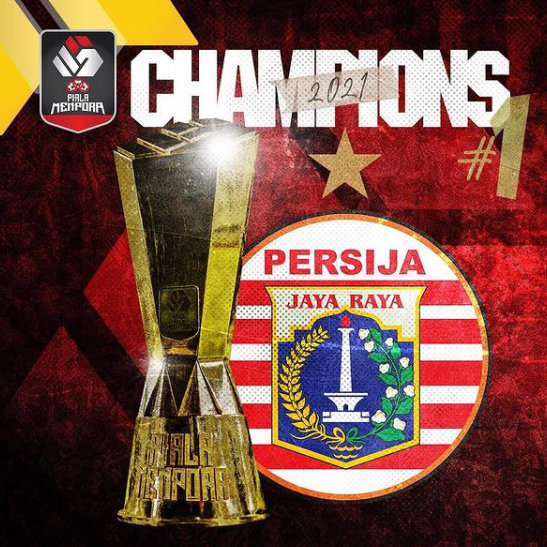 PIALA
MENPORA
CHAMPIONS
2021
#1
PERSIJA
JAYA RAYA
PIALA
MENPORA